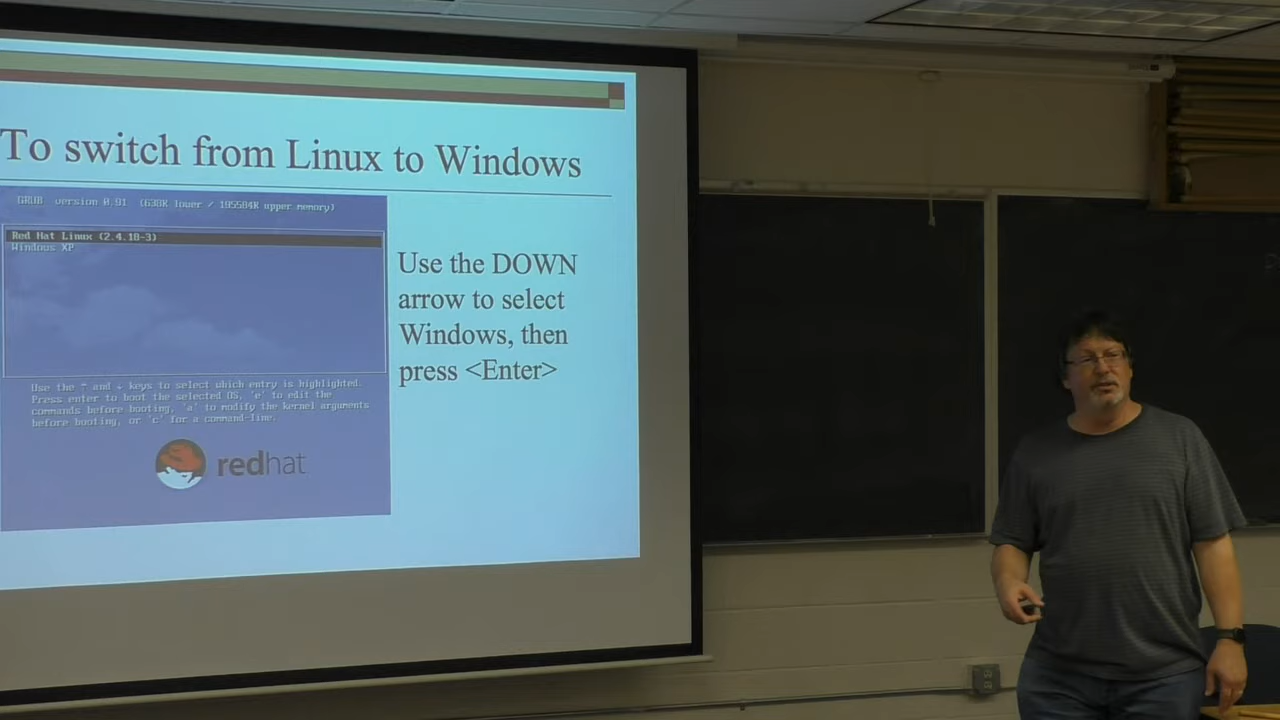 To switch from Linux to Windows
GRUB version 0.91 (638K lower / 195584K upper memory)
Red Hat Linux (2.4.18-3)
Windows XP
Use the DOWN
arrow to select
Windows, then
press <Enter>
Use the ↑ and ↓ keys to select which entry is highlighted.
Press enter to boot the selected OS, 'e' to edit the
commands before booting, 'a' to modify the kernel arguments
before booting, or 'c' for a command-line.
redhat